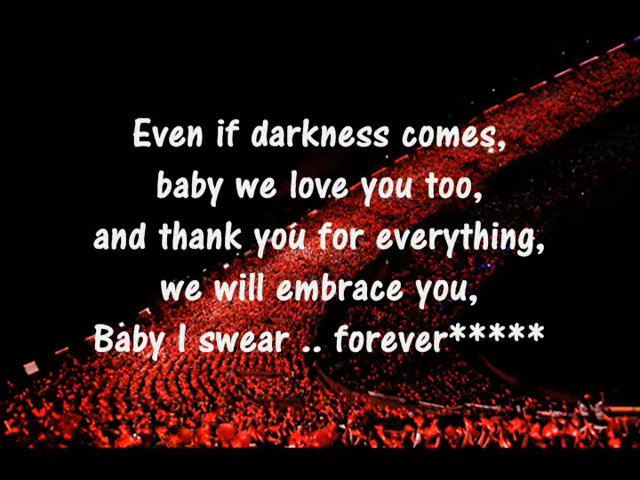 Even if darkness comes,
baby we love you too,
and thank you for everything,
we will embrace you,
Baby I swear .. forever*****